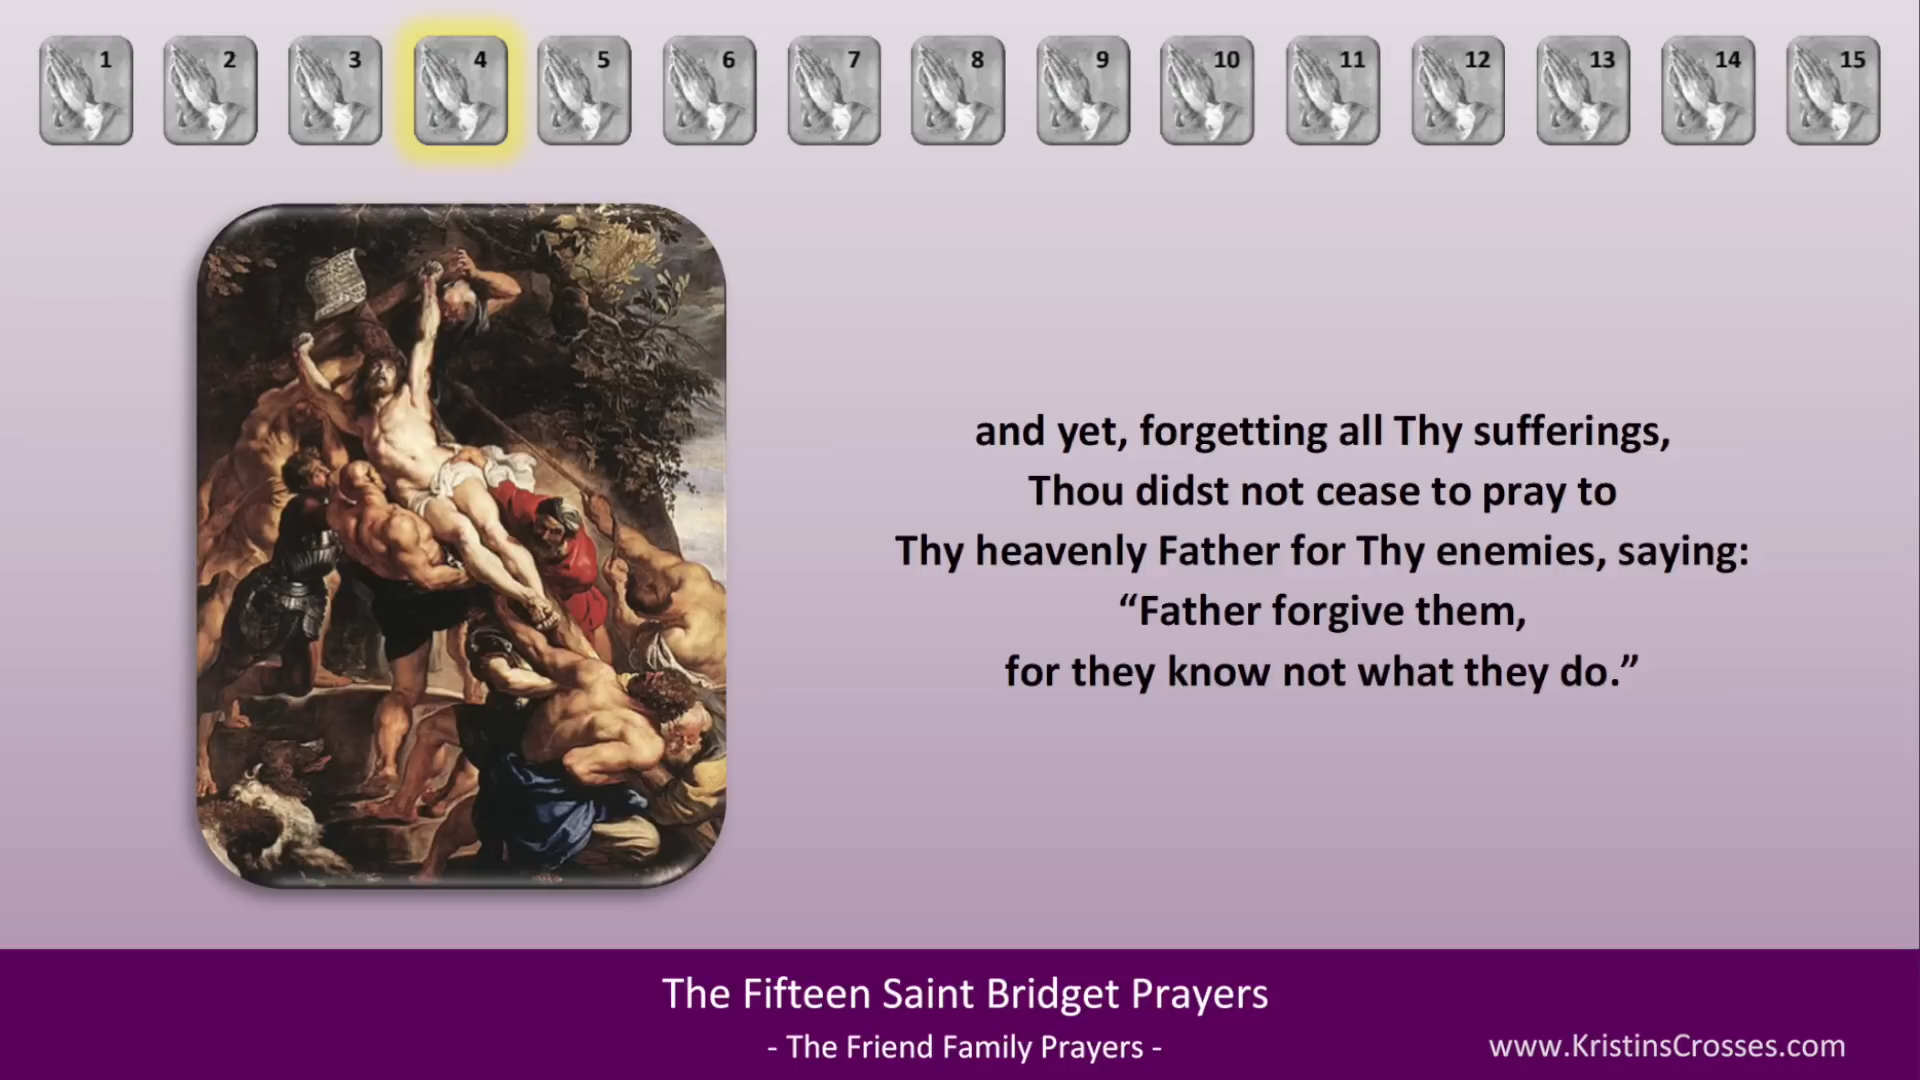 1 2 3 4 5 6 7 8 9 10 11 12 13 14 15
and yet, forgetting all Thy sufferings,
Thou didst not cease to pray to
Thy heavenly Father for Thy enemies, saying:
“Father forgive them,
for they know not what they do.”
The Fifteen Saint Bridget Prayers
- The Friend Family Prayers -
www.KristinsCrosses.com